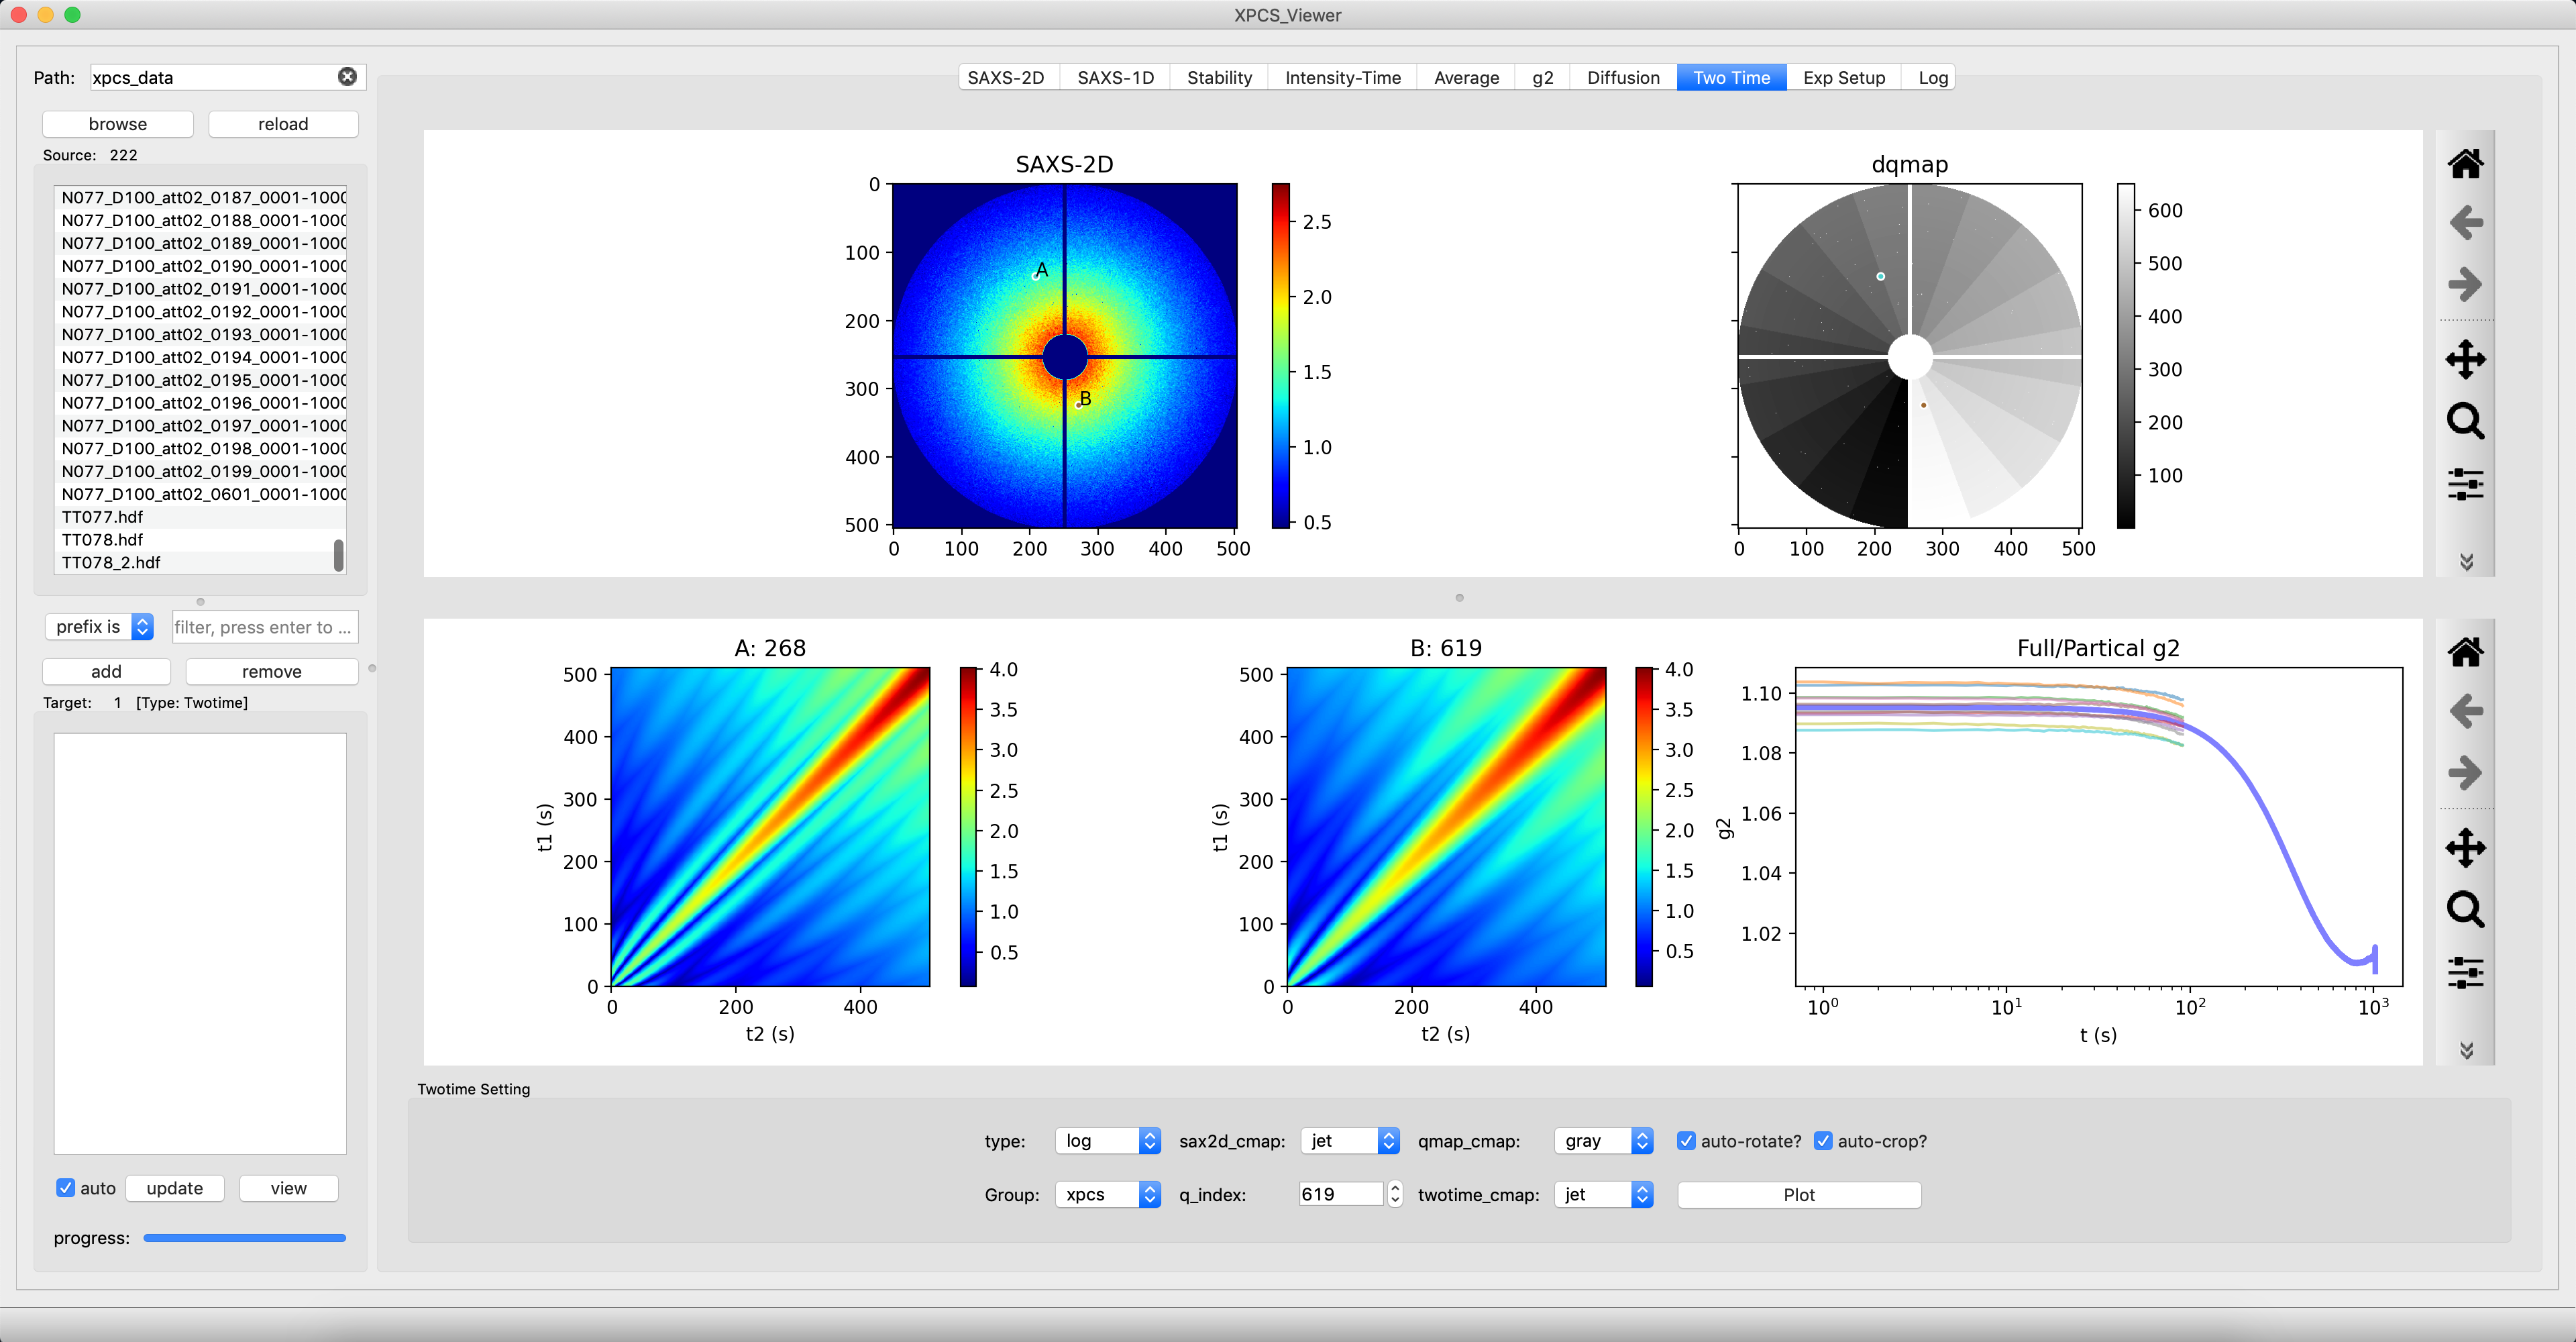 XPCS_Viewer
Path: xpcs_data
browse reload
Source: 222
N077_D100_att02_0187_0001-1000
N077_D100_att02_0188_0001-1000
N077_D100_att02_0189_0001-1000
N077_D100_att02_0190_0001-1000
N077_D100_att02_0191_0001-1000
N077_D100_att02_0192_0001-1000
N077_D100_att02_0193_0001-1000
N077_D100_att02_0194_0001-1000
N077_D100_att02_0195_0001-1000
N077_D100_att02_0196_0001-1000
N077_D100_att02_0197_0001-1000
N077_D100_att02_0198_0001-1000
N077_D100_att02_0199_0001-1000
N077_D100_att02_0601_0001-1000
TT077.hdf
TT078.hdf
TT078_2.hdf
prefix is filter, press enter to ...
add remove
Target: 1 [Type: Twotime]
auto update view
progress:
SAXS-2D SAXS-1D Stability Intensity-Time Average g2 Diffusion Two Time Exp Setup Log
SAXS-2D
0
100
200
300
400
500
0 100 200 300 400 500
A
B
2.5
2.0
1.5
1.0
0.5
dqmap
0 100 200 300 400 500
600
500
400
300
200
100
A: 268
t1 (s)
500
400
300
200
100
0
0 200 400
t2 (s)
4.0
3.5
3.0
2.5
2.0
1.5
1.0
0.5
B: 619
t1 (s)
500
400
300
200
100
0
0 200 400
t2 (s)
4.0
3.5
3.0
2.5
2.0
1.5
1.0
0.5
Full/Partical g2
g2
1.10
1.08
1.06
1.04
1.02
10⁰ 10¹ 10² 10³
t (s)
Twotime Setting
type: log sax2d_cmap: jet qmap_cmap: gray auto-rotate? auto-crop?
Group: xpcs q_index: 619 twotime_cmap: jet Plot